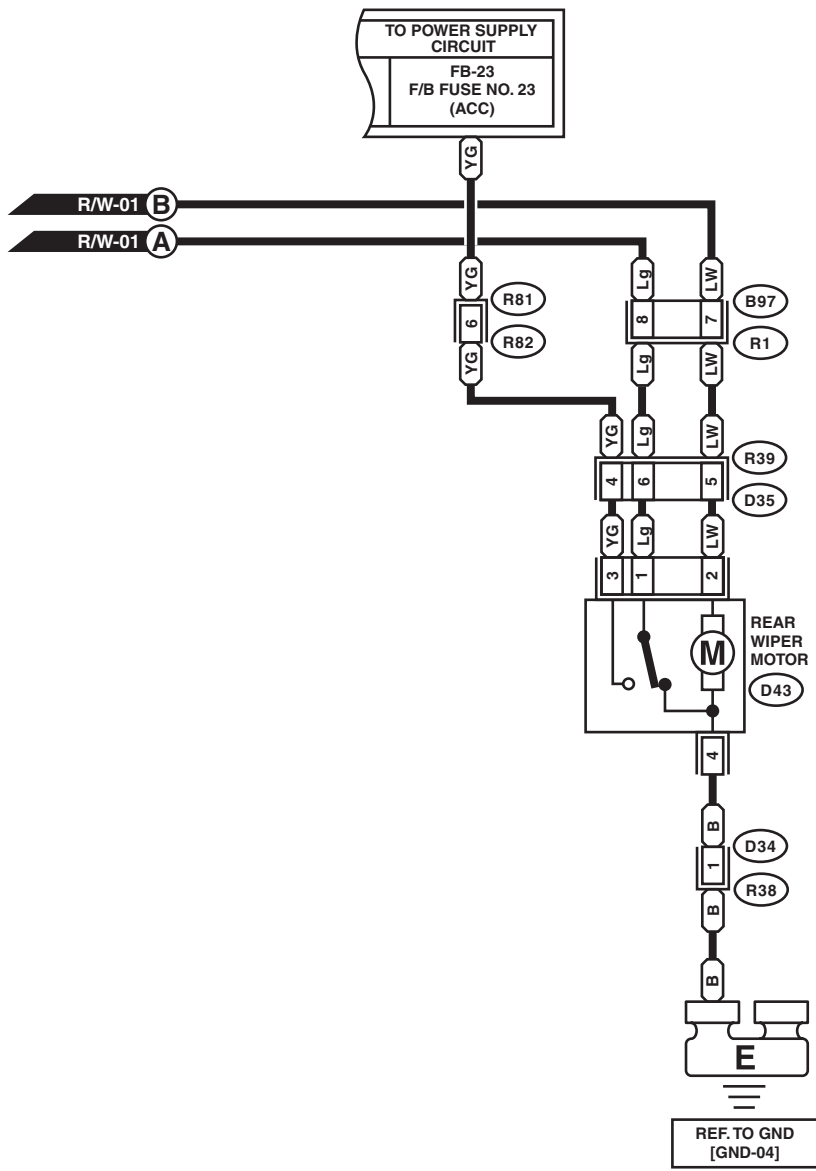 TO POWER SUPPLY
CIRCUIT
FB-23
F/B FUSE NO. 23
(ACC)
YG
R/W-01 B
R/W-01 A
YG
Lg
LW
R81
B97
6
8
7
R82
R1
YG
Lg
LW
YG
Lg
LW
R39
4
6
5
D35
YG
Lg
LW
3
1
2
REAR
WIPER
MOTOR
M
D43
4
B
D34
1
R38
B
B
E
REF. TO GND
[GND-04]